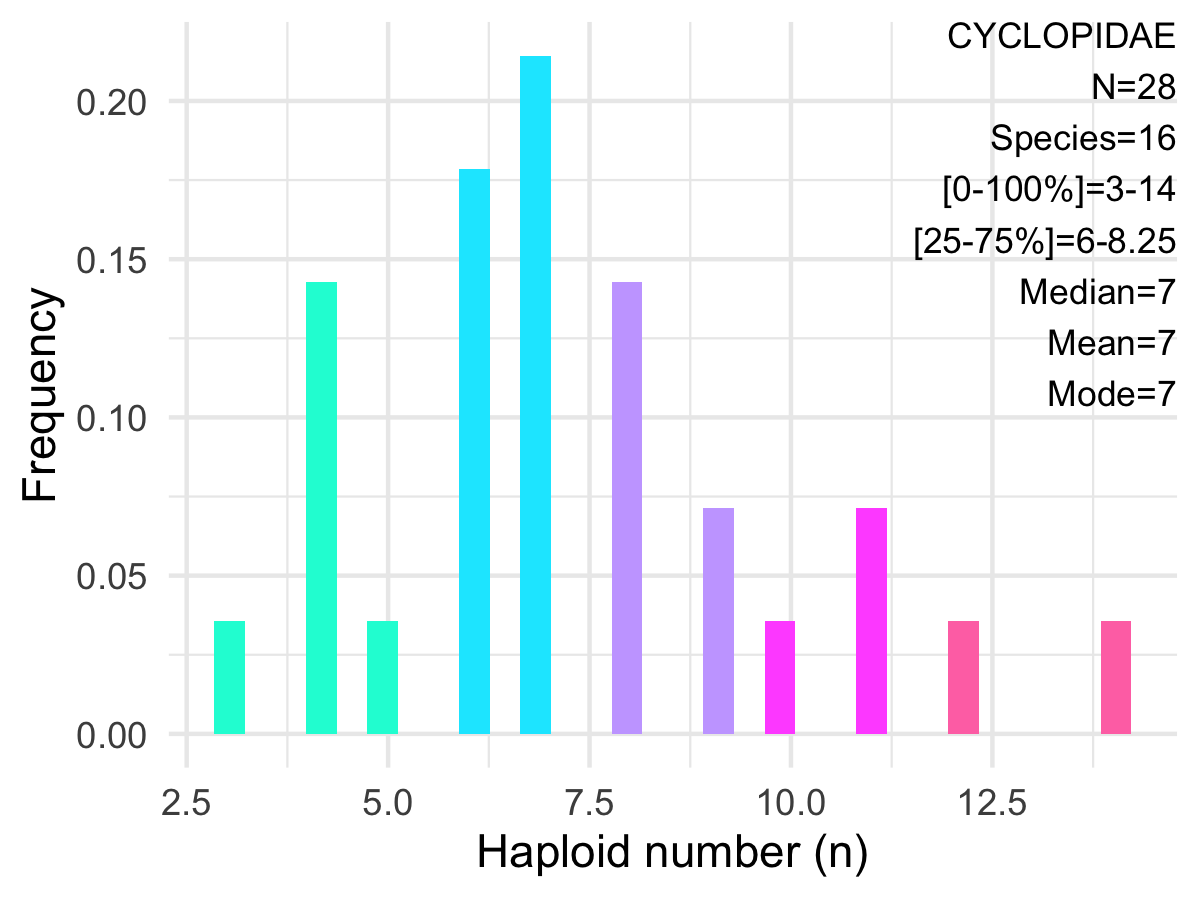 CYCLOPIDAE
N=28
Species=16
[0-100%]=3-14
[25-75%]=6-8.25
Median=7
Mean=7
Mode=7
Frequency
0.20
0.15
0.10
0.05
0.00
2.5 5.0 7.5 10.0 12.5
Haploid number (n)